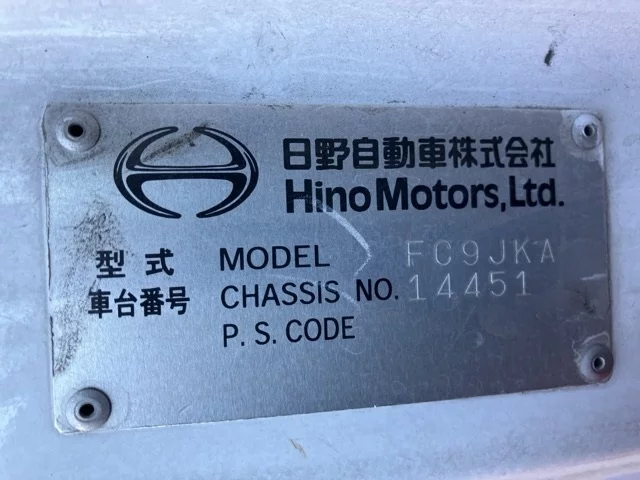 日野自動車株式会社
Hino Motors, Ltd.
型式 MODEL FC9JKA
車台番号 CHASSIS NO. 14451
P. S. CODE